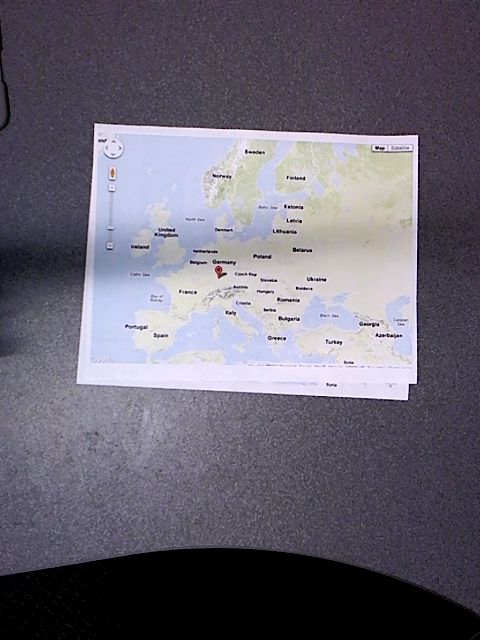 Map Satellite
Sweden
Norway
Finland
Baltic Sea
Estonia
Latvia
Lithuania
North Sea
Denmark
United
Kingdom
Ireland
Netherlands
Belarus
Poland
Belgium
Germany
Celtic Sea
Czech Rep
Slovakia
Ukraine
Austria
Hungary
Moldova
France
Bay of
Biscay
Romania
Croatia
Serbia
Italy
Bulgaria
Black Sea
Caspian
Sea
Georgia
Azerbaijan
Portugal
Spain
Greece
Turkey
Syria
Syria